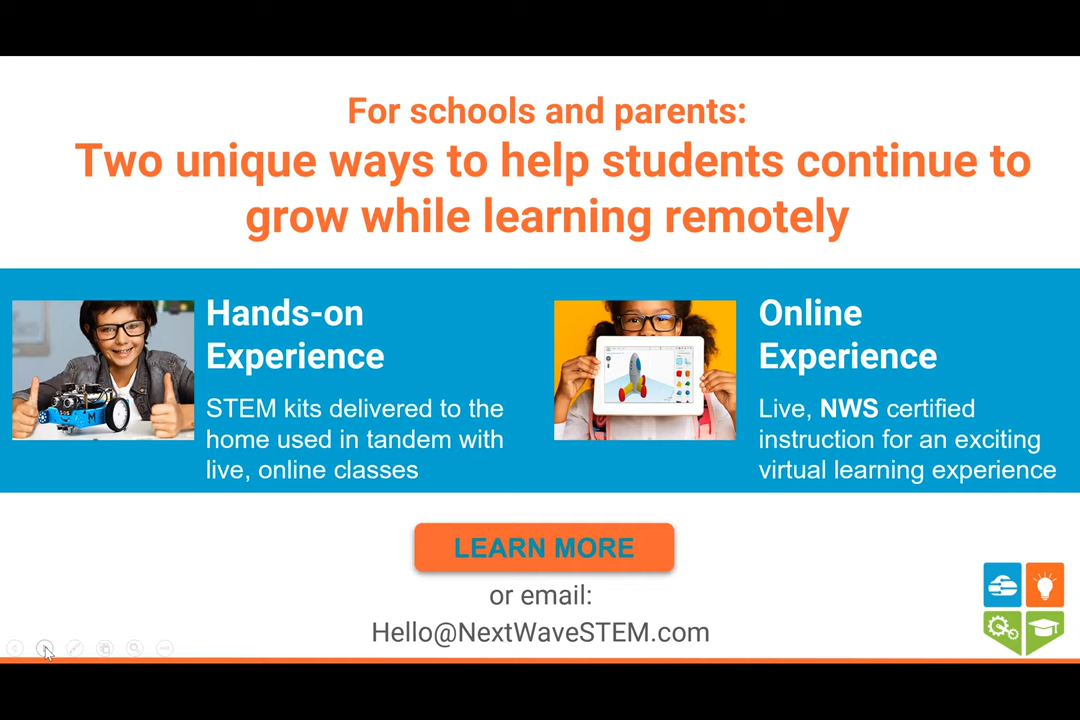 For schools and parents:
Two unique ways to help students continue to
grow while learning remotely
Hands-on
Experience
STEM kits delivered to the
home used in tandem with
live, online classes
Online
Experience
Live, NWS certified
instruction for an exciting
virtual learning experience
LEARN MORE
or email:
Hello@NextWaveSTEM.com